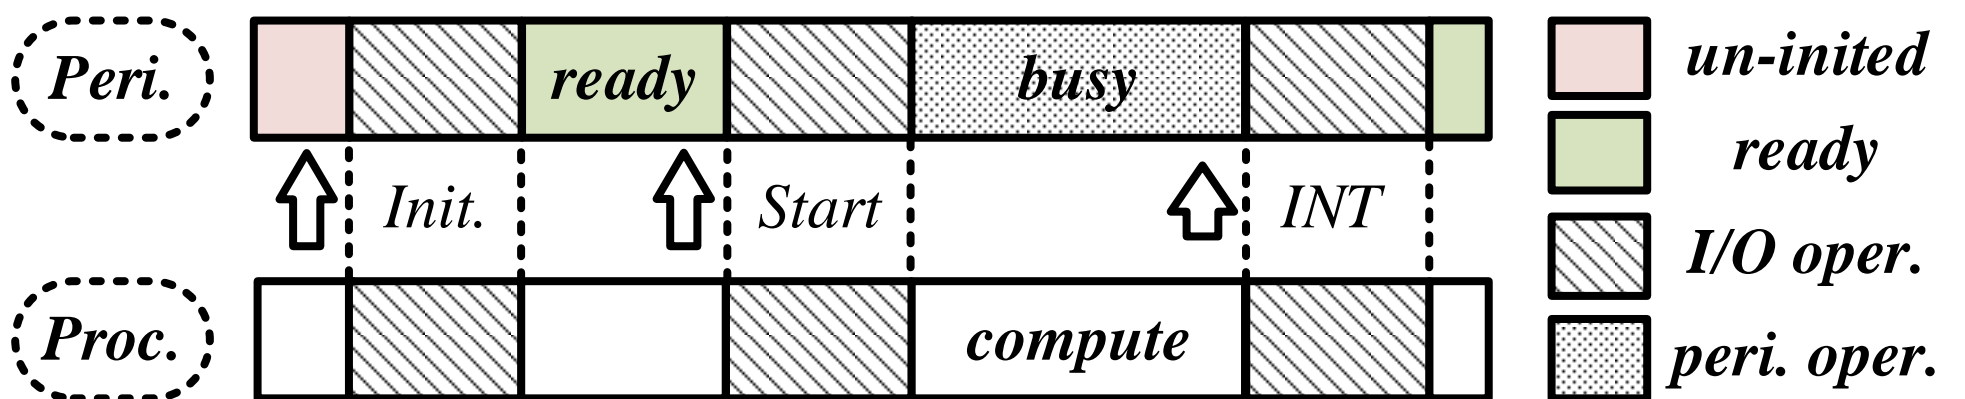 Peri.
ready
busy
Init.
Start
INT
Proc.
compute
un-inited
ready
I/O oper.
peri. oper.